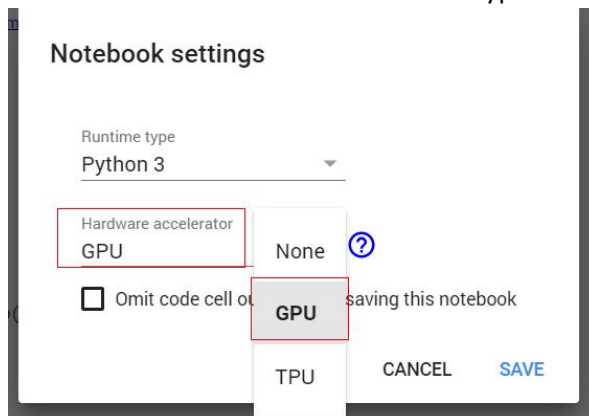 Notebook settings
Runtime type
Python 3
Hardware accelerator
GPU
None
GPU
TPU
Omit code cell ou saving this notebook
CANCEL SAVE